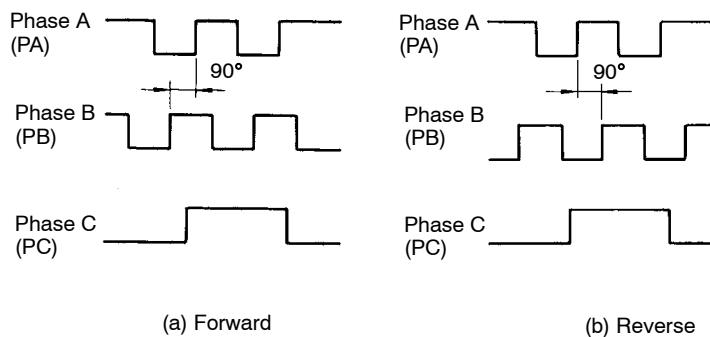 Phase A
(PA)
90°
Phase B
(PB)
Phase C
(PC)
(a) Forward
Phase A
(PA)
90°
Phase B
(PB)
Phase C
(PC)
(b) Reverse